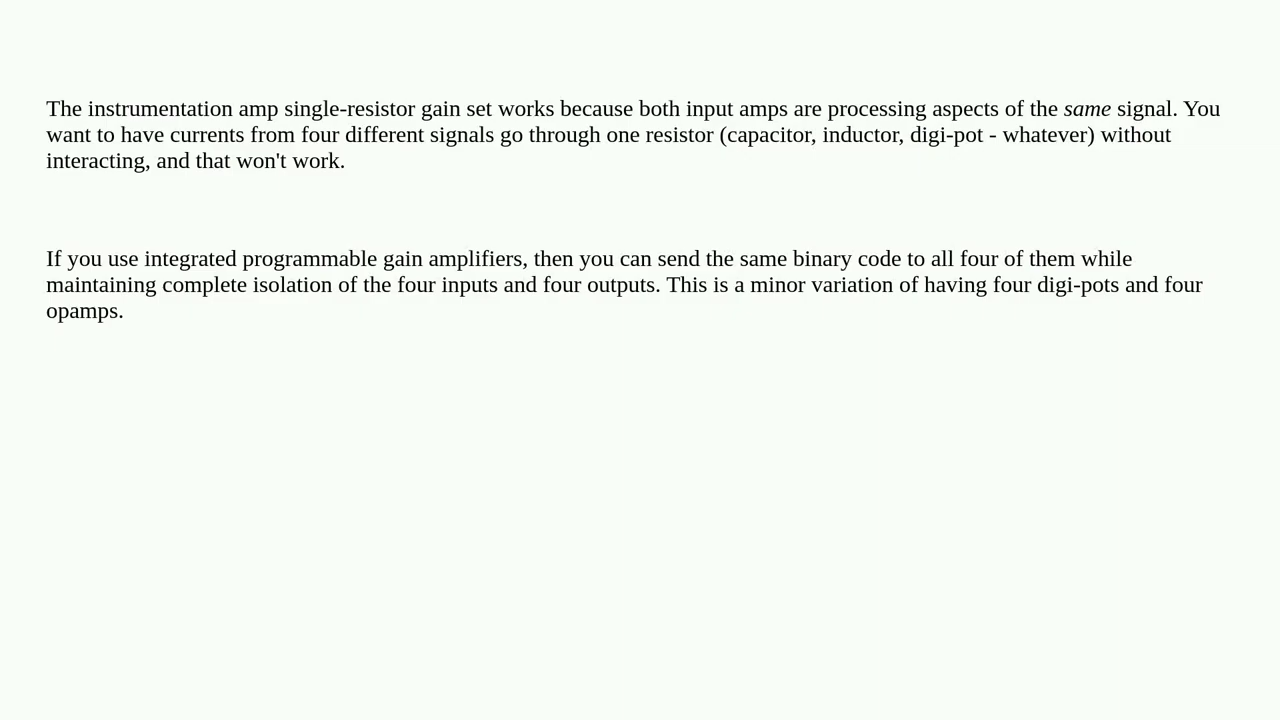 The instrumentation amp single-resistor gain set works because both input amps are processing aspects of the same signal. You
want to have currents from four different signals go through one resistor (capacitor, inductor, digi-pot - whatever) without
interacting, and that won't work.
If you use integrated programmable gain amplifiers, then you can send the same binary code to all four of them while
maintaining complete isolation of the four inputs and four outputs. This is a minor variation of having four digi-pots and four
opamps.